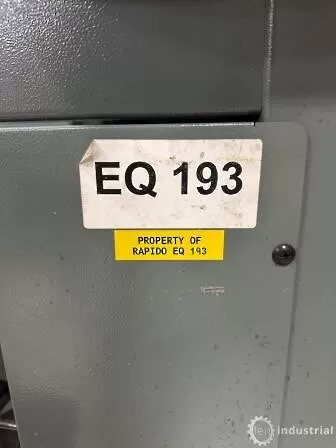 EQ 193
PROPERTY OF
RAPIDO EQ 193
industrial